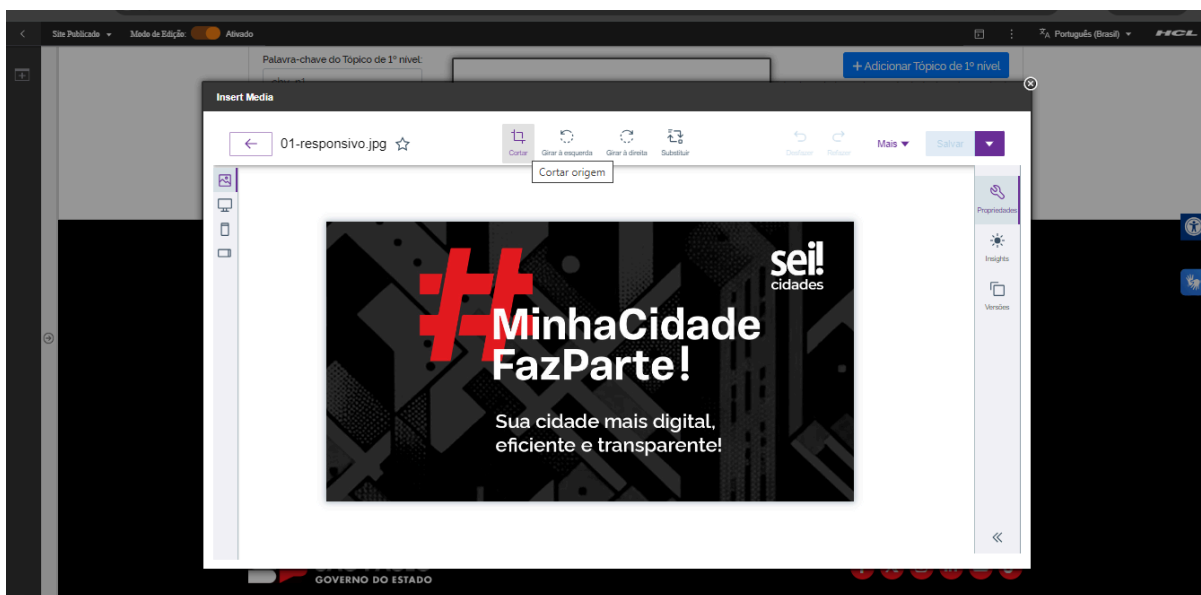 Site Publicado
Modo de Edição:
Ativado
Português (Brasil)
HCL
Palavra-chave do Tópico de 1º nível:
+ Adicionar Tópico de 1º nível
Insert Media
01-responsivo.jpg
Cortar
Girar à esquerda
Girar à direita
Substituir
Desfazer
Refazer
Mais
Salvar
Cortar origem
Propriedades
Insights
Versões
sei!
cidades
#MinhaCidade
FazParte!
Sua cidade mais digital,
eficiente e transparente!
GOVERNO DO ESTADO